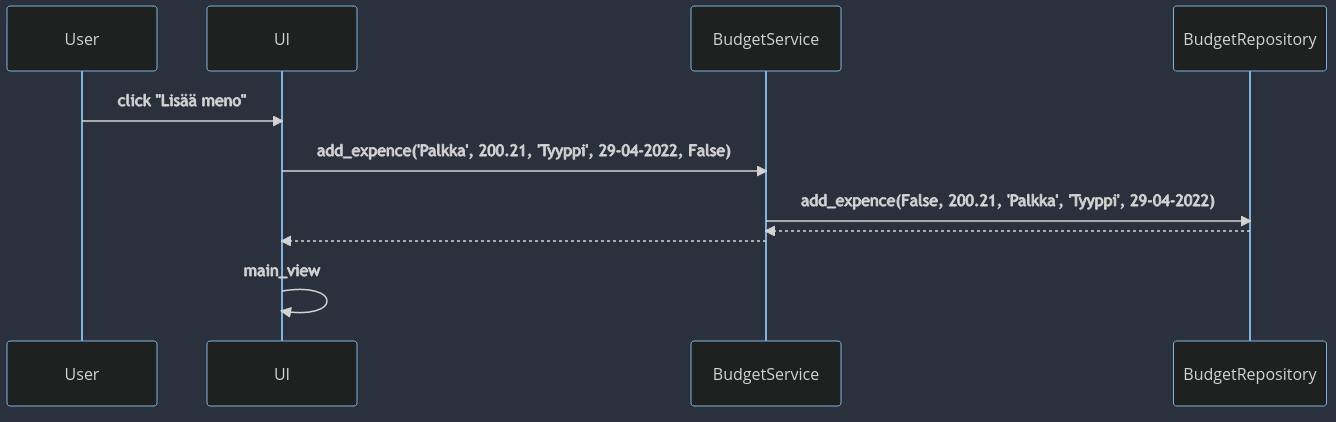 User UI BudgetService BudgetRepository
click "Lisää meno"
add_expence('Palkka', 200.21, 'Tyyppi', 29-04-2022, False)
add_expence(False, 200.21, 'Palkka', 'Tyyppi', 29-04-2022)
main_view
User UI BudgetService BudgetRepository